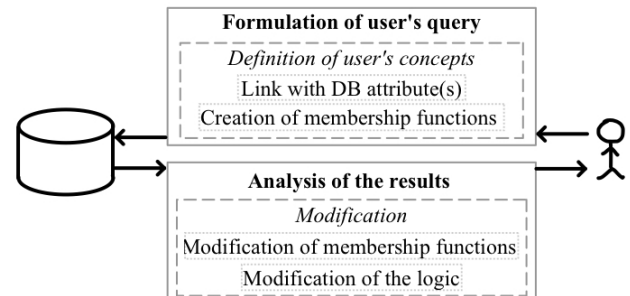 Formulation of user's query
Definition of user's concepts
Link with DB attribute(s)
Creation of membership functions
Analysis of the results
Modification
Modification of membership functions
Modification of the logic